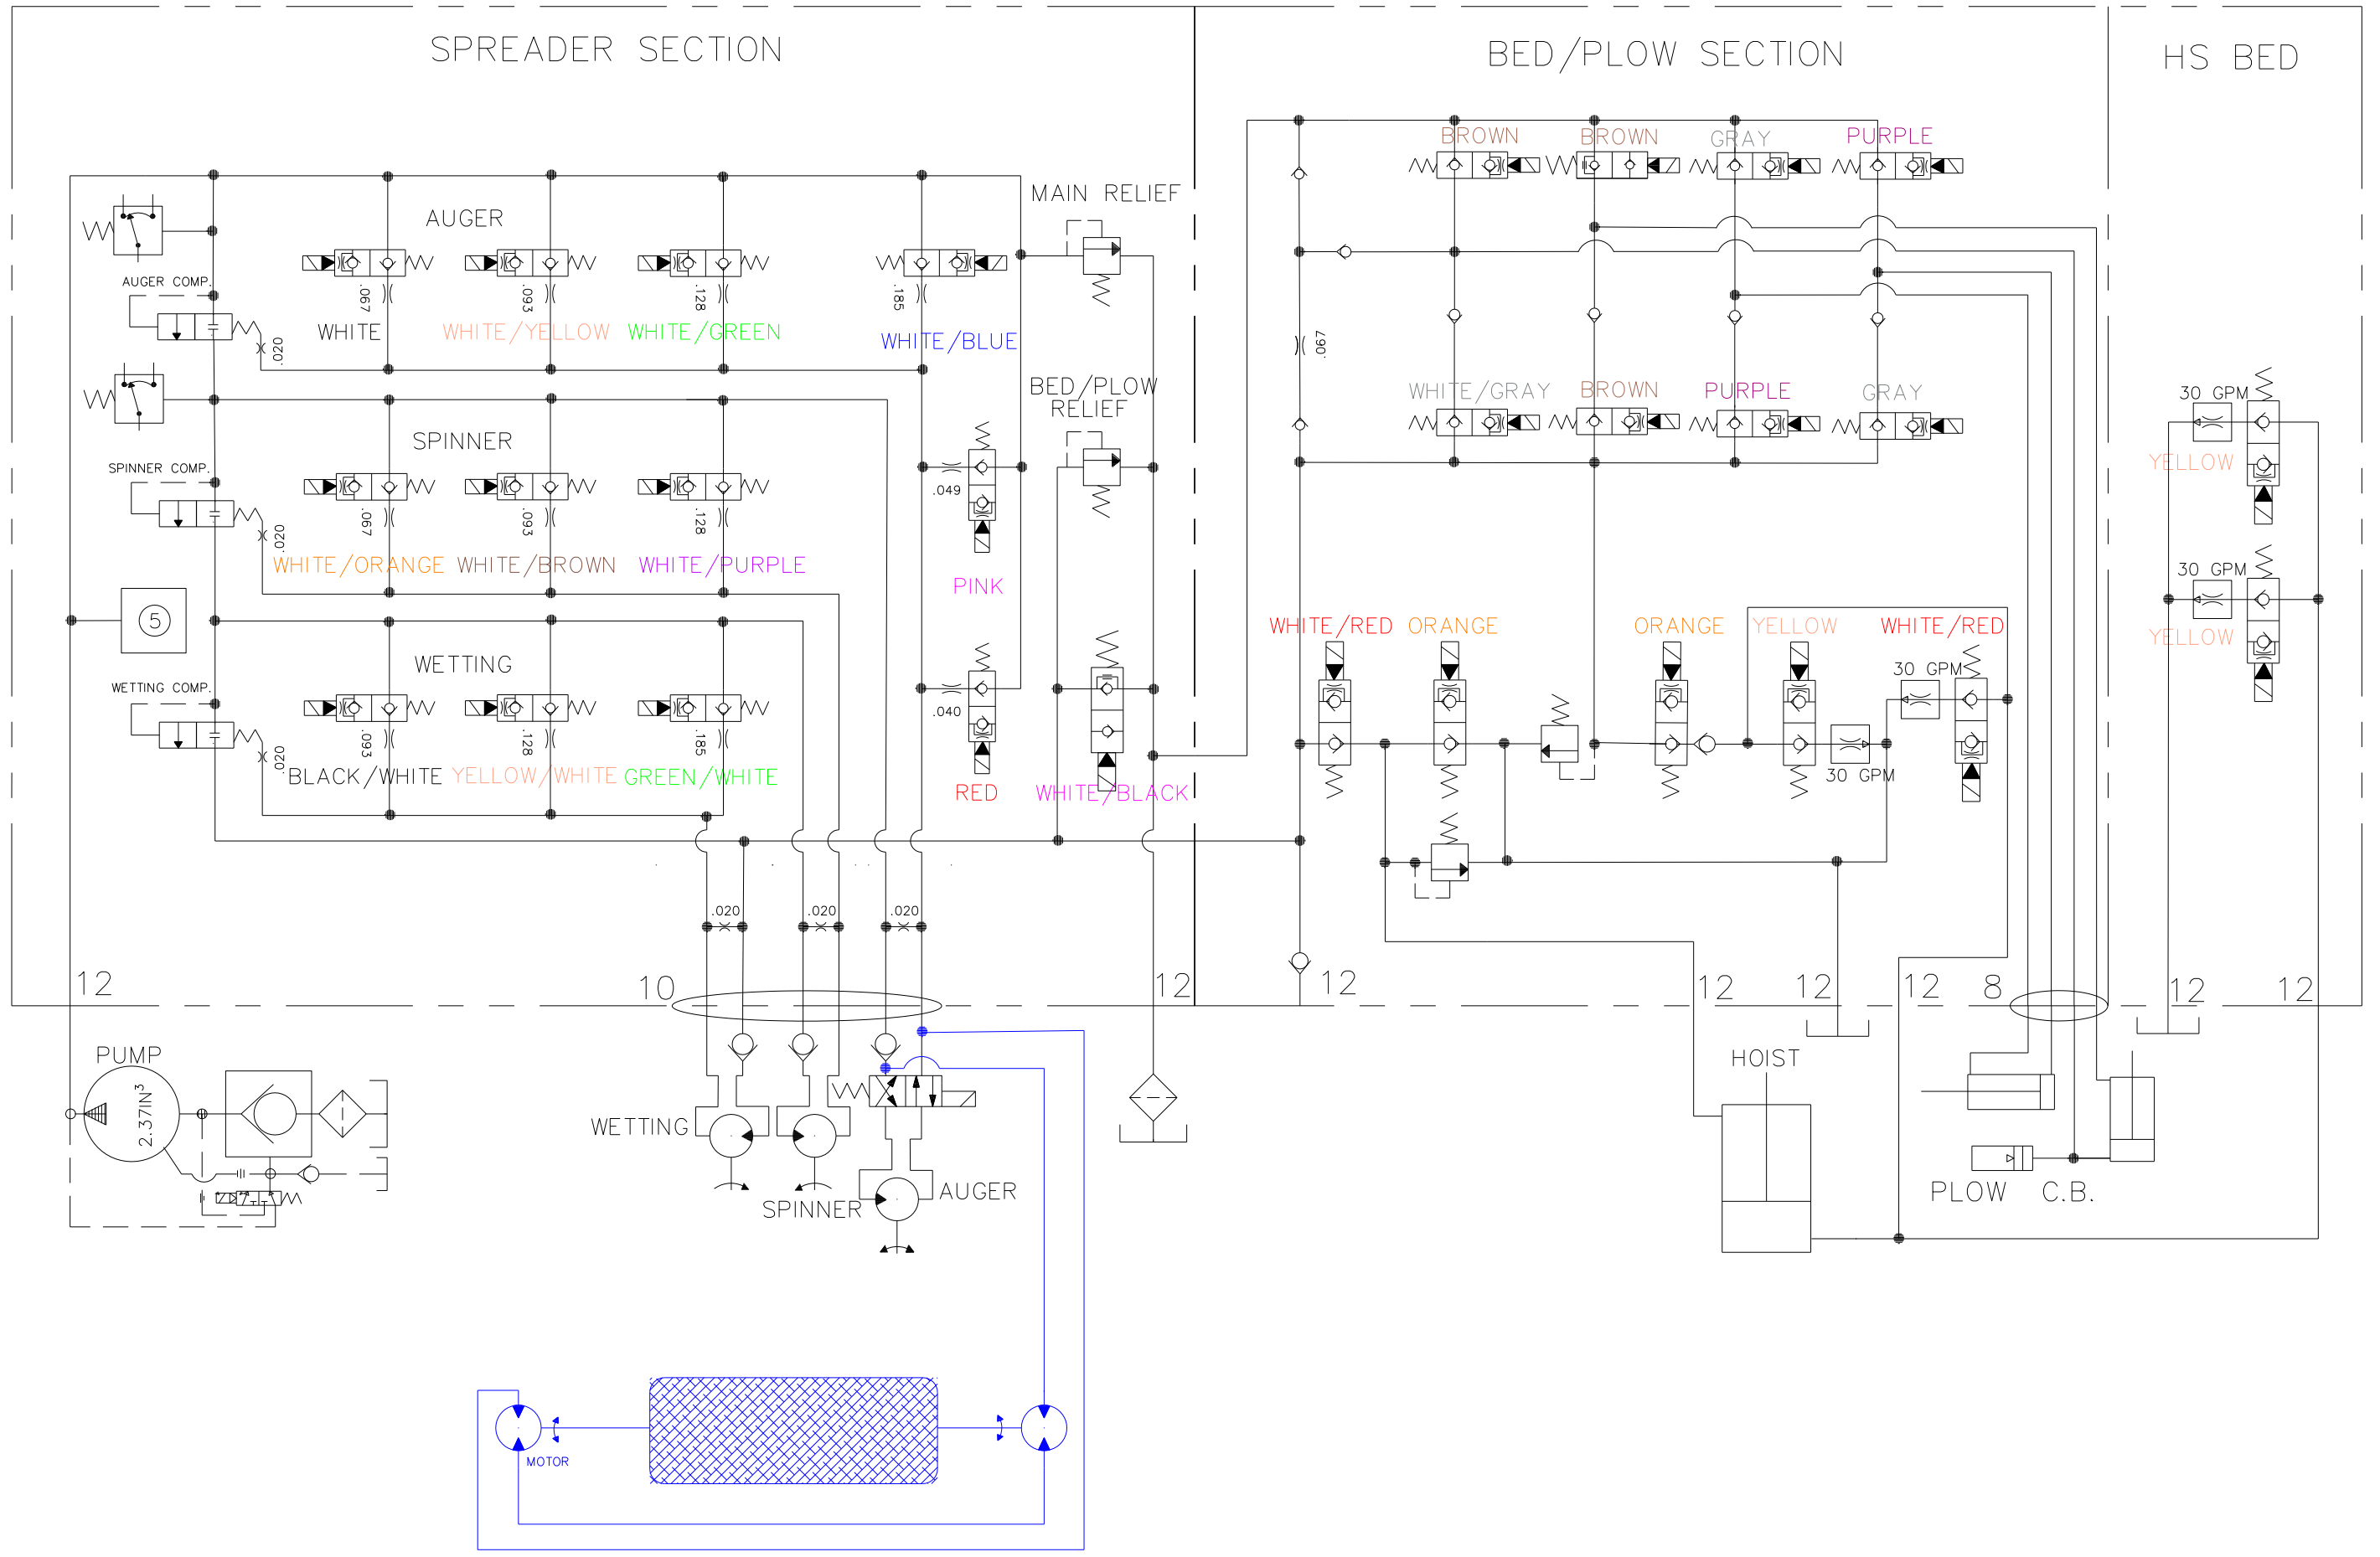 SPREADER SECTION
BED/PLOW SECTION
HS BED
BROWN
BROWN
GRAY
PURPLE
MAIN RELIEF
AUGER
AUGER COMP.
.067
.093
.128
.185
WHITE
WHITE/YELLOW
WHITE/GREEN
WHITE/BLUE
.020
.067
BED/PLOW
RELIEF
WHITE/GRAY
BROWN
PURPLE
GRAY
30 GPM
YELLOW
SPINNER
SPINNER COMP.
.049
.067
.093
.128
.020
WHITE/ORANGE
WHITE/BROWN
WHITE/PURPLE
PINK
30 GPM
YELLOW
5
WHITE/RED
ORANGE
ORANGE
YELLOW
WHITE/RED
WETTING
WETTING COMP.
30 GPM
.040
.093
.128
.185
.020
BLACK/WHITE
YELLOW/WHITE
GREEN/WHITE
RED
WHITE/BLACK
30 GPM
.020
.020
.020
12
10
12
12
12
12
12
8
12
12
PUMP
2.37IN3
HOIST
WETTING
SPINNER
AUGER
PLOW
C.B.
MOTOR